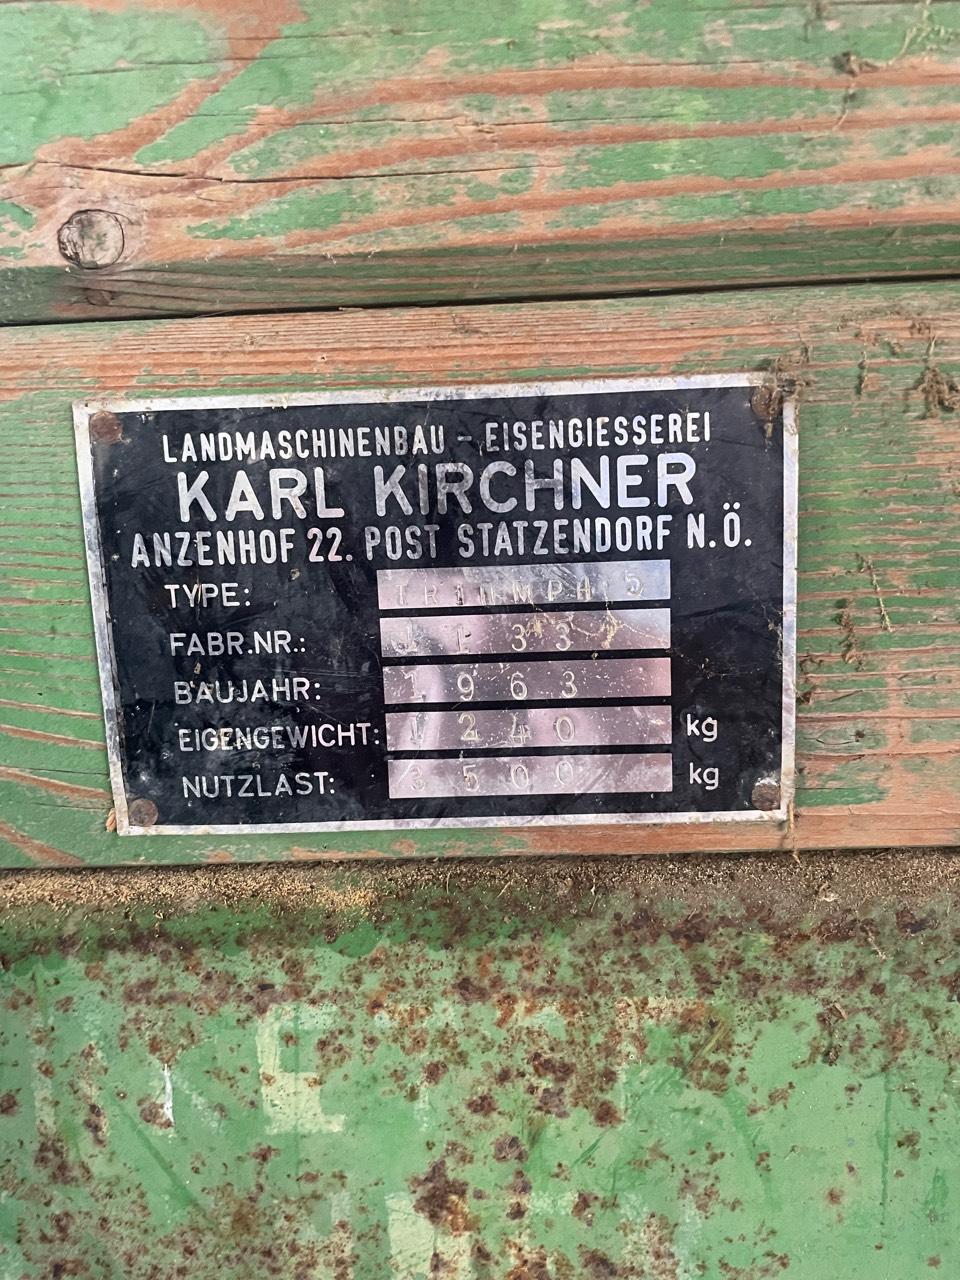 LANDMASCHINENBAU - EISENGIESSEREI
KARL KIRCHNER
ANZENHOF 22. POST STATZENDORF N.Ö.
TYPE: TRIUMPH 5
FABR.NR.: 1133
BAUJAHR: 1963
EIGENGEWICHT: 1240 kg
NUTZLAST: 3500 kg